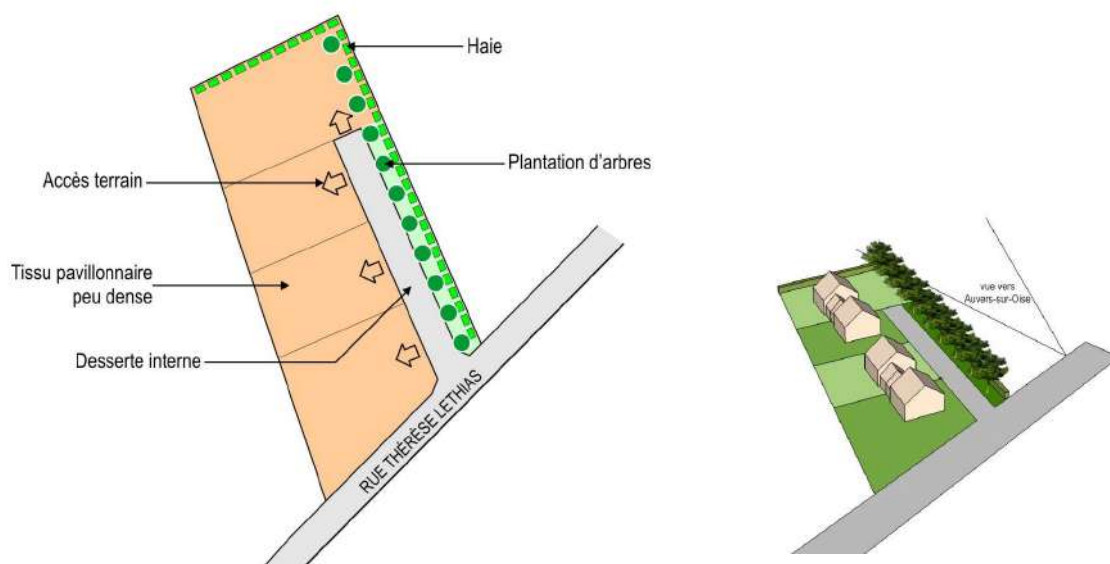 Haie
Plantation d'arbres
Accès terrain
Tissu pavillonnaire
peu dense
Desserte interne
RUE THÉRÈSE LETHIAS
vue vers
Auvers-sur-Oise